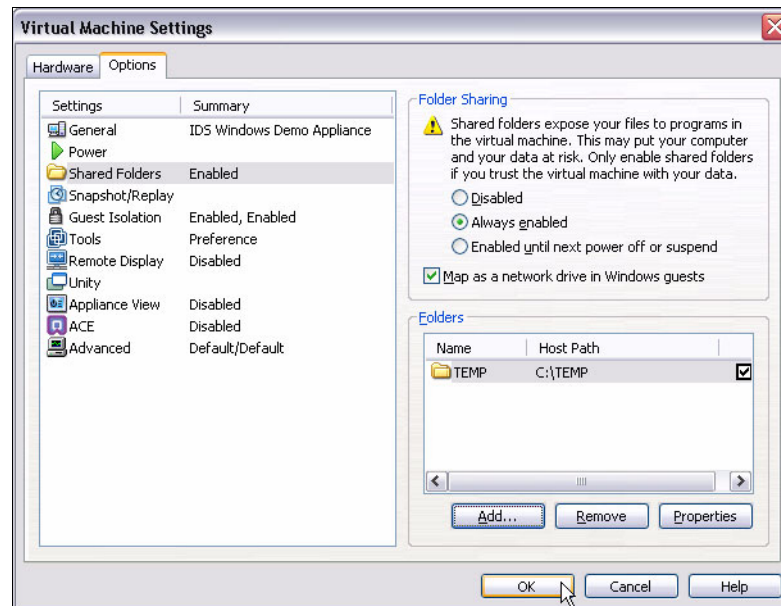 Virtual Machine Settings
Hardware
Options
Settings Summary
General IDS Windows Demo Appliance
Power
Shared Folders Enabled
Snapshot/Replay
Guest Isolation Enabled, Enabled
Tools Preference
Remote Display Disabled
Unity
Appliance View Disabled
ACE Disabled
Advanced Default/Default
Folder Sharing
Shared folders expose your files to programs in
the virtual machine. This may put your computer
and your data at risk. Only enable shared folders
if you trust the virtual machine with your data.
Disabled
Always enabled
Enabled until next power off or suspend
Map as a network drive in Windows guests
Folders
Name Host Path
TEMP C:\TEMP
Add... Remove Properties
OK Cancel Help